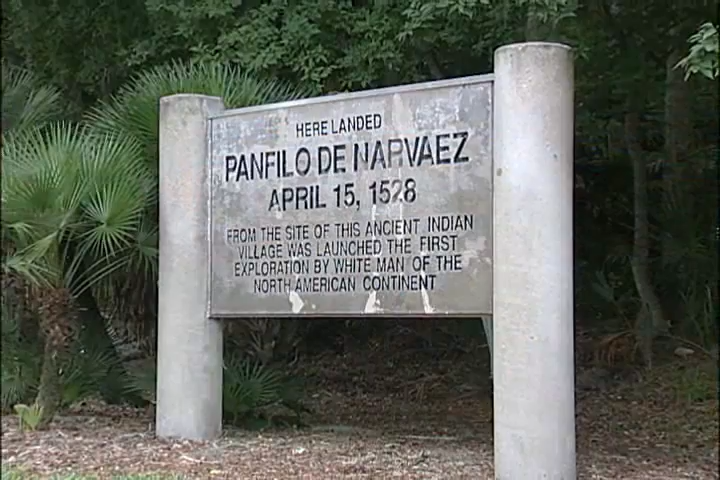 HERE LANDED
PANFILO DE NARVAEZ
APRIL 15, 1528
FROM THE SITE OF THIS ANCIENT INDIAN
VILLAGE WAS LAUNCHED THE FIRST
EXPLORATION BY WHITE MAN OF THE
NORTH AMERICAN CONTINENT